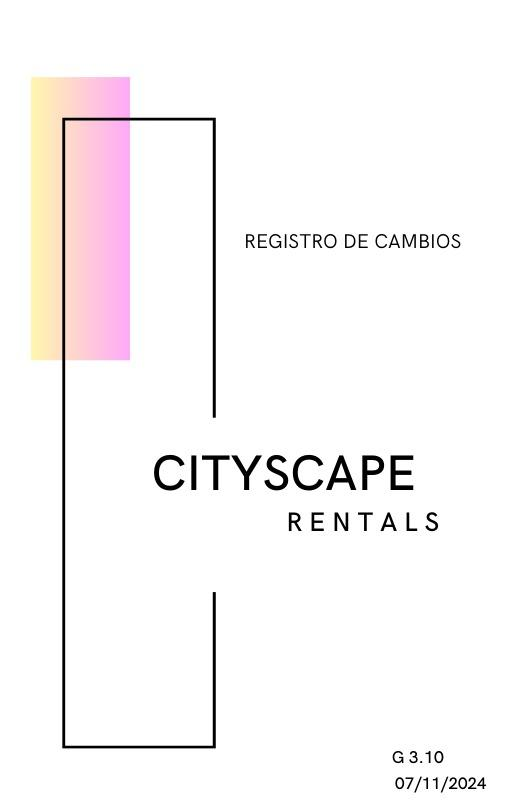 REGISTRO DE CAMBIOS
CITYSCAPE
RENTALS
G 3.10
07/11/2024